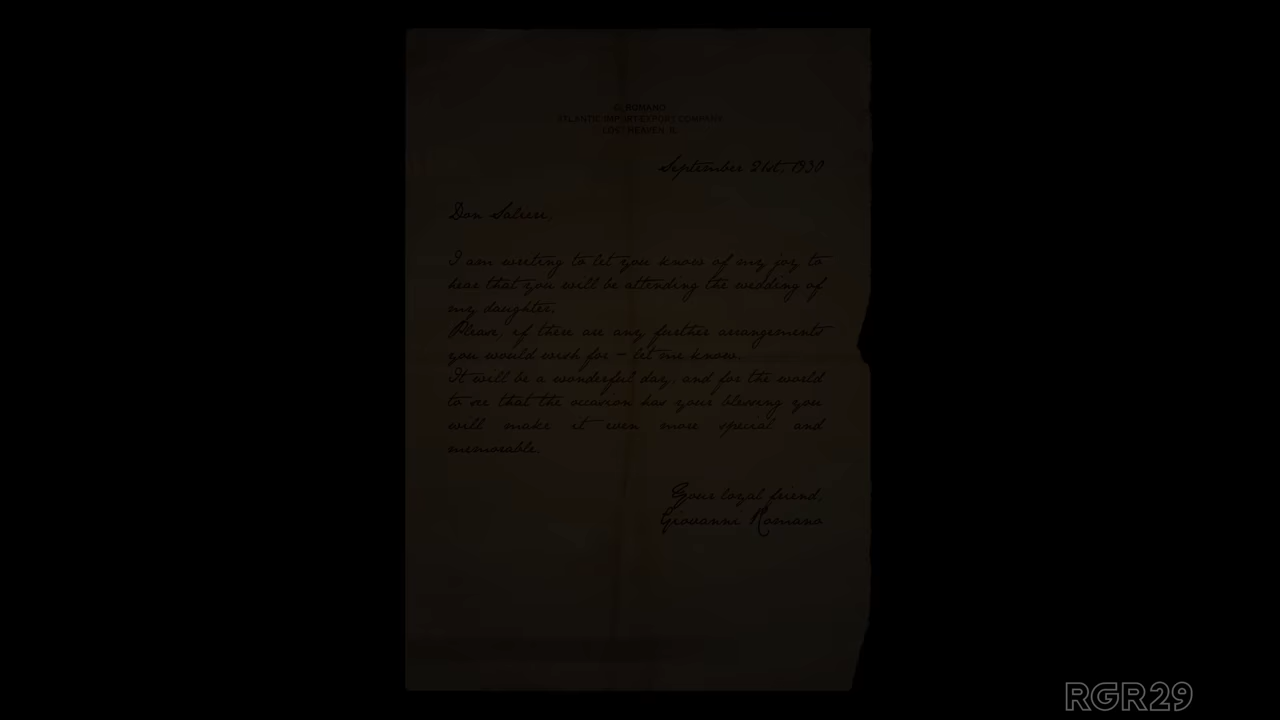 G. ROMANO
ATLANTIC IMPORT-EXPORT COMPANY
LOST HEAVEN, IL
September 21st. 1930
Don Salieri,
I am writing to let you know of my joy to
hear that you will be attending the wedding of
my daughter.
Please, if there are any further arrangements
you would wish for - let me know.
It will be a wonderful day, and for the world
to see that the occasion has your blessing you
will make it even more special and
memorable.
Your loyal friend,
Giovanni Romano
RGR29